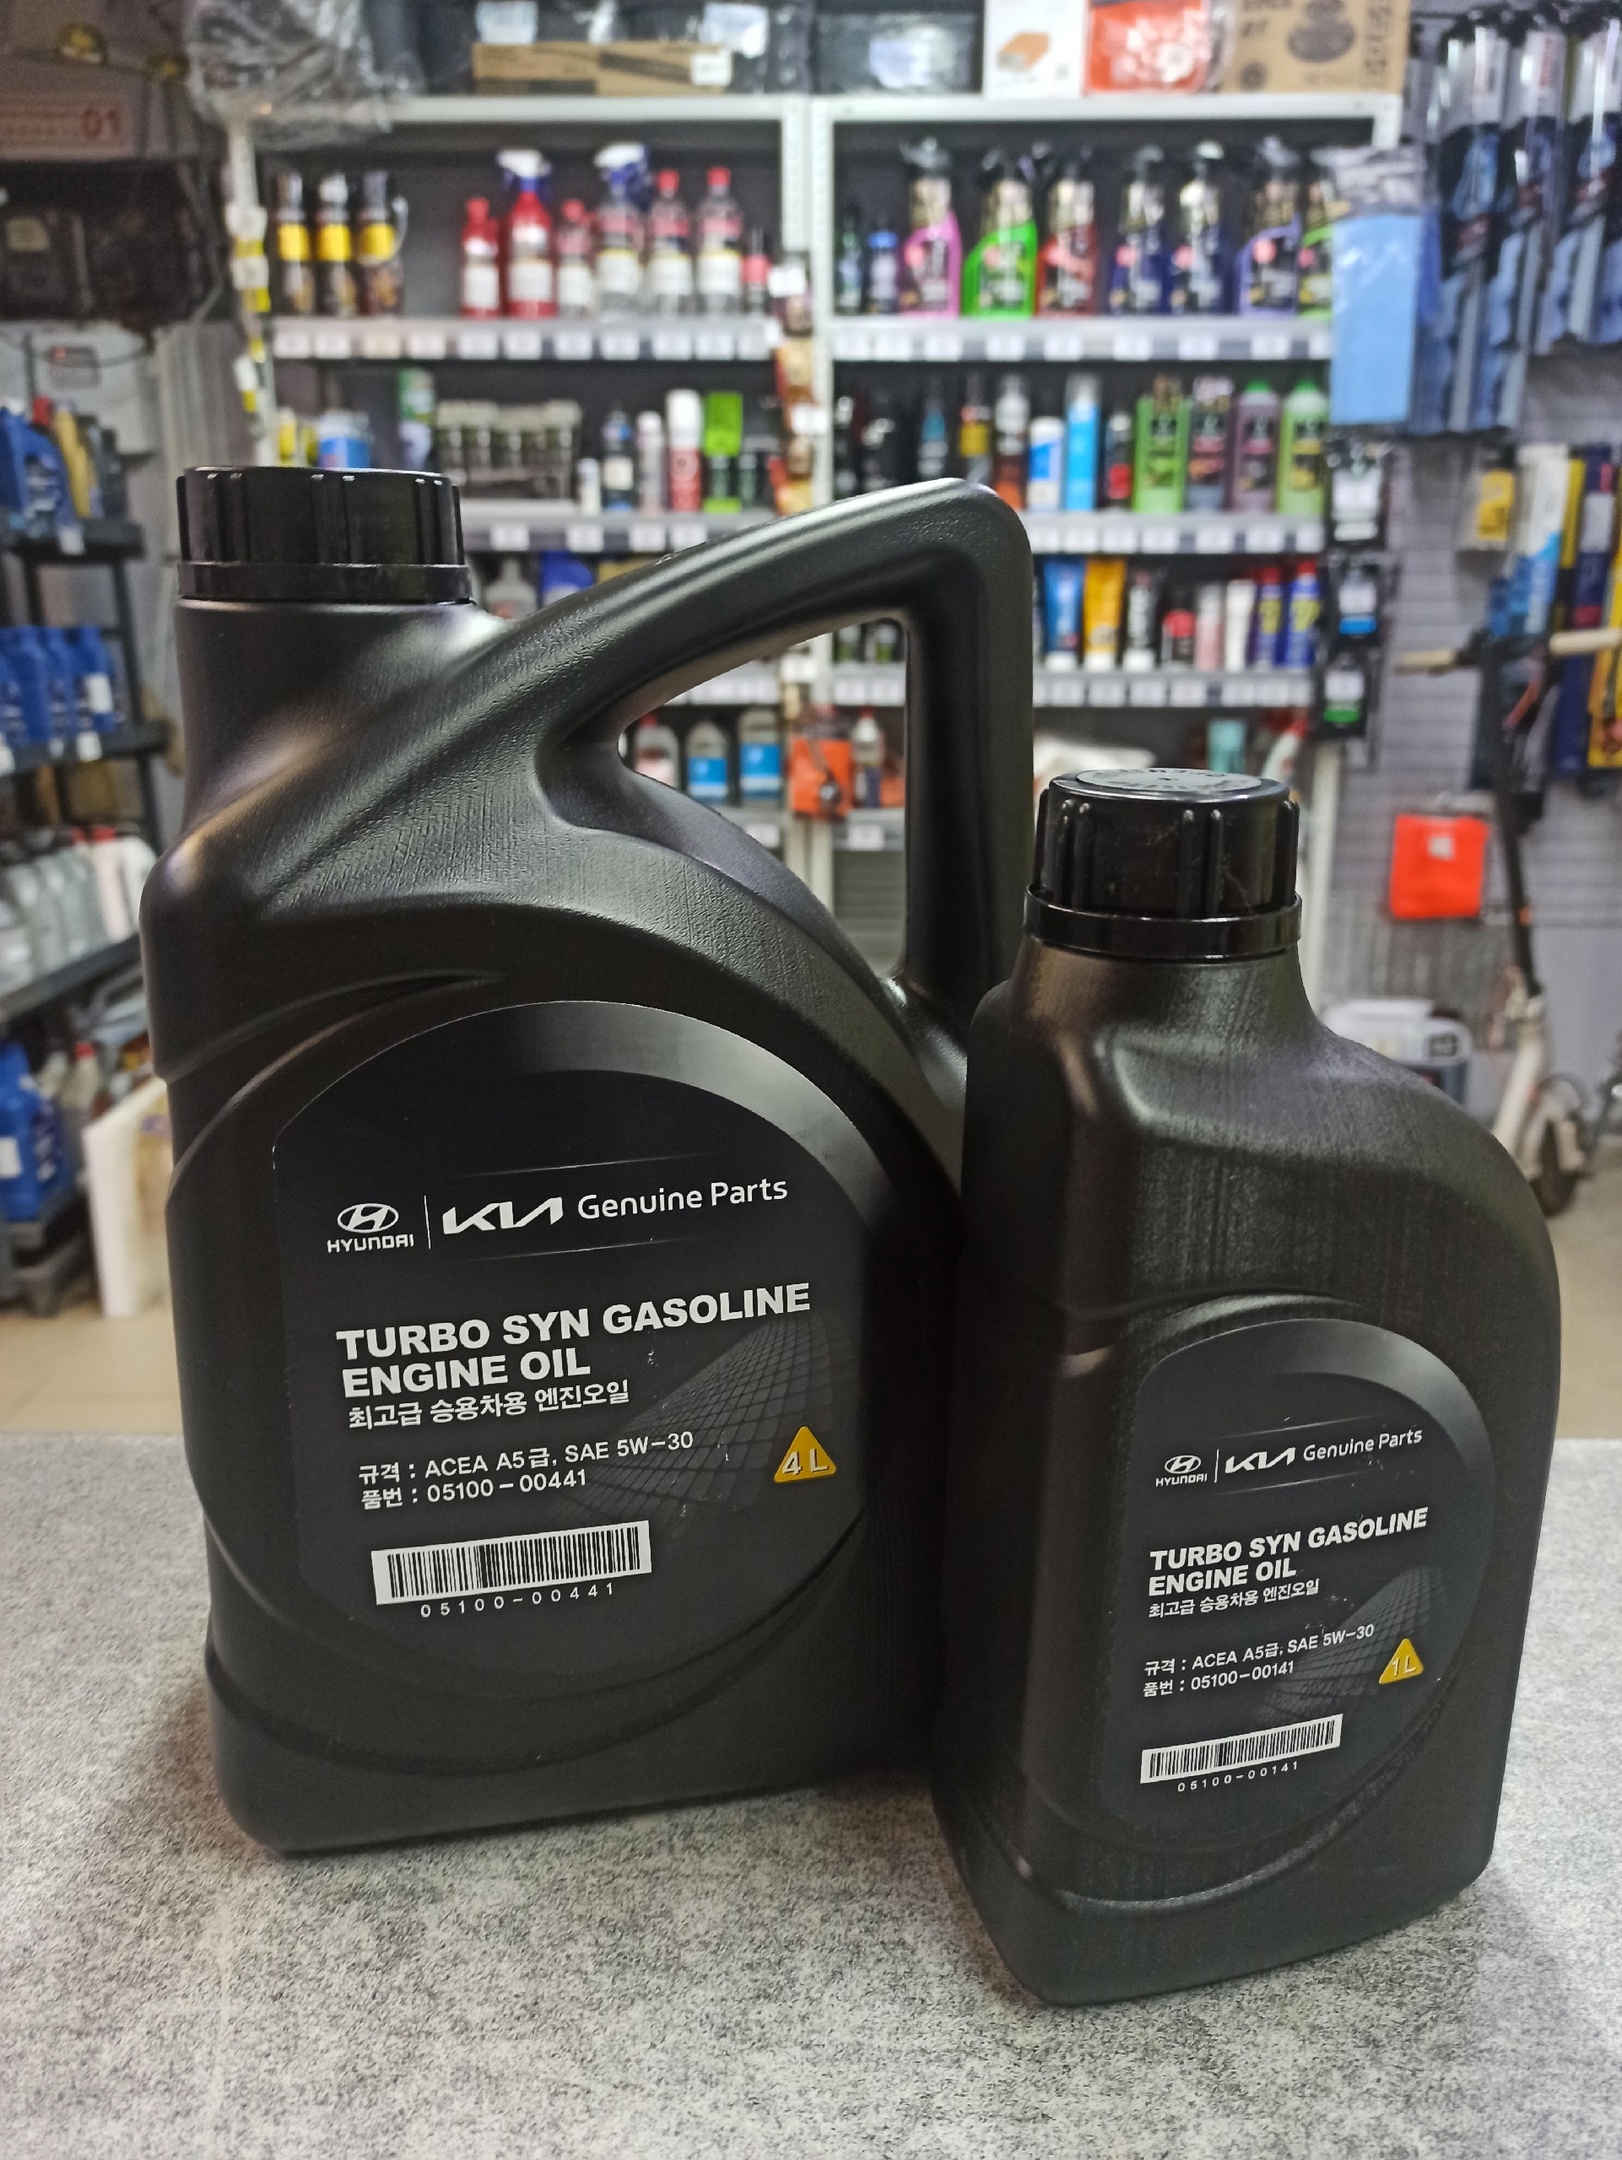 HYUNDAI | KIA Genuine Parts
TURBO SYN GASOLINE
ENGINE OIL
최고급 승용차용 엔진오일
규격 : ACEA A5급, SAE 5W-30
품번 : 05100-00441
4 L
05100-00441
HYUNDAI | KIA Genuine Parts
TURBO SYN GASOLINE
ENGINE OIL
최고급 승용차용 엔진오일
규격 : ACEA A5급, SAE 5W-30
품번 : 05100-00141
1 L
05100-00141
01